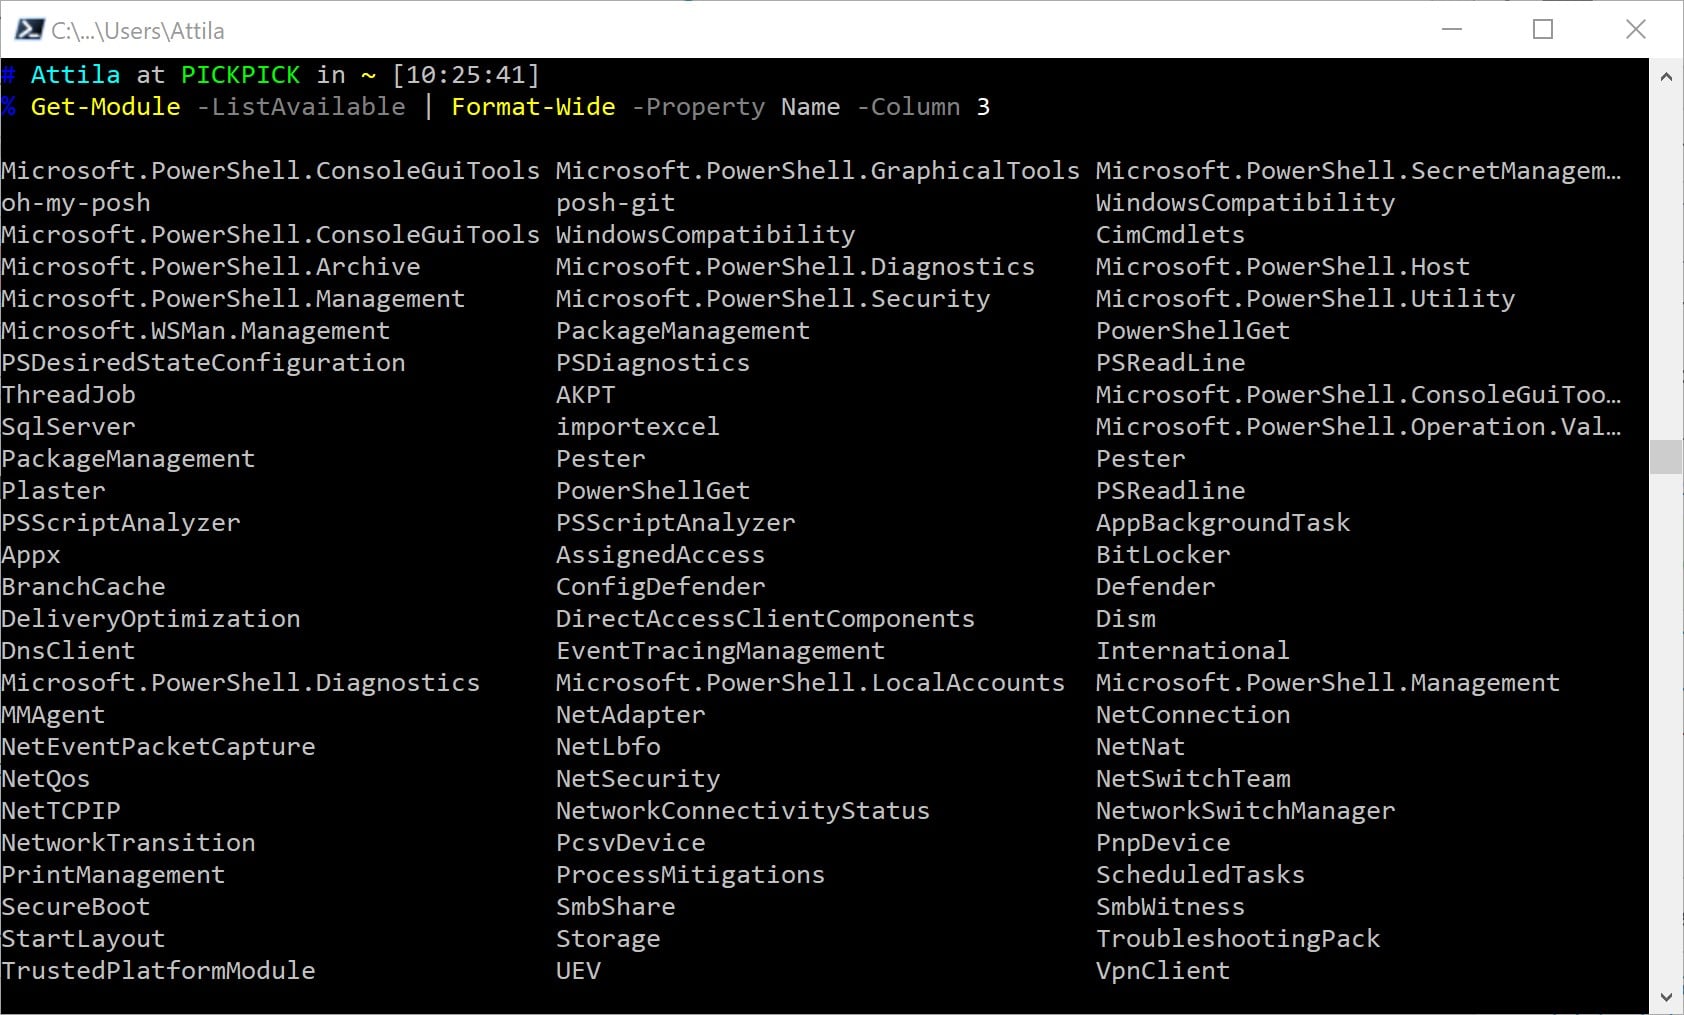 C:\...\Users\Attila
# Attila at PICKPICK in ~ [10:25:41]
% Get-Module -ListAvailable | Format-Wide -Property Name -Column 3
Microsoft.PowerShell.ConsoleGuiTools Microsoft.PowerShell.GraphicalTools Microsoft.PowerShell.SecretManagem…
oh-my-posh posh-git WindowsCompatibility
Microsoft.PowerShell.ConsoleGuiTools WindowsCompatibility CimCmdlets
Microsoft.PowerShell.Archive Microsoft.PowerShell.Diagnostics Microsoft.PowerShell.Host
Microsoft.PowerShell.Management Microsoft.PowerShell.Security Microsoft.PowerShell.Utility
Microsoft.WSMan.Management PackageManagement PowerShellGet
PSDesiredStateConfiguration PSDiagnostics PSReadLine
ThreadJob AKPT Microsoft.PowerShell.ConsoleGuiToo…
SqlServer importexcel Microsoft.PowerShell.Operation.Val…
PackageManagement Pester Pester
Plaster PowerShellGet PSReadline
PSScriptAnalyzer PSScriptAnalyzer AppBackgroundTask
Appx AssignedAccess BitLocker
BranchCache ConfigDefender Defender
DeliveryOptimization DirectAccessClientComponents Dism
DnsClient EventTracingManagement International
Microsoft.PowerShell.Diagnostics Microsoft.PowerShell.LocalAccounts Microsoft.PowerShell.Management
MMAgent NetAdapter NetConnection
NetEventPacketCapture NetLbfo NetNat
NetQos NetSecurity NetSwitchTeam
NetTCPIP NetworkConnectivityStatus NetworkSwitchManager
NetworkTransition PcsvDevice PnpDevice
PrintManagement ProcessMitigations ScheduledTasks
SecureBoot SmbShare SmbWitness
StartLayout Storage TroubleshootingPack
TrustedPlatformModule UEV VpnClient